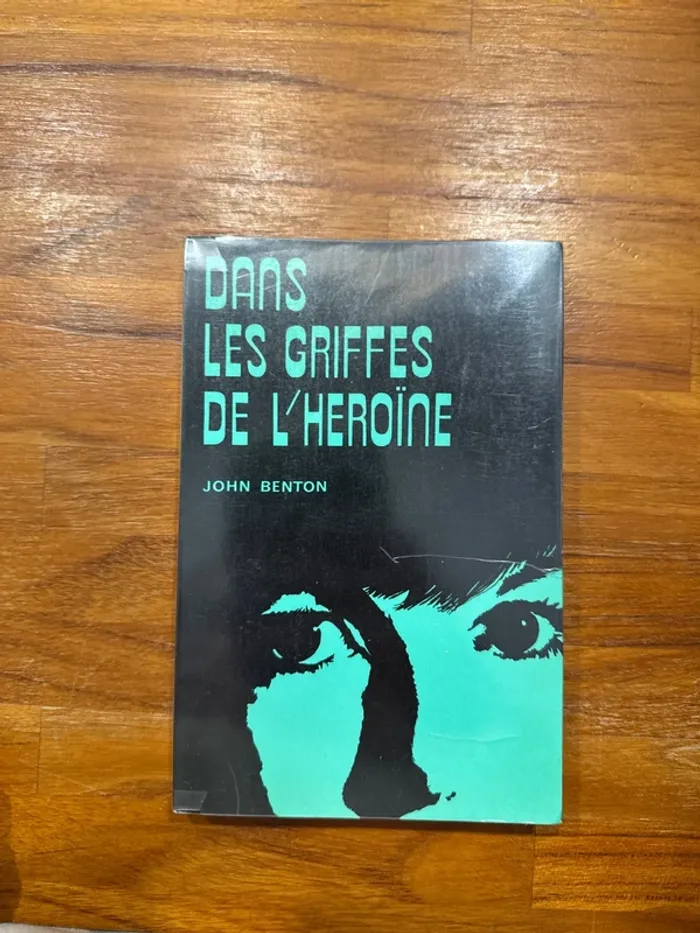 DANS
LES GRIFFES
DE L'HEROÏNE
JOHN BENTON